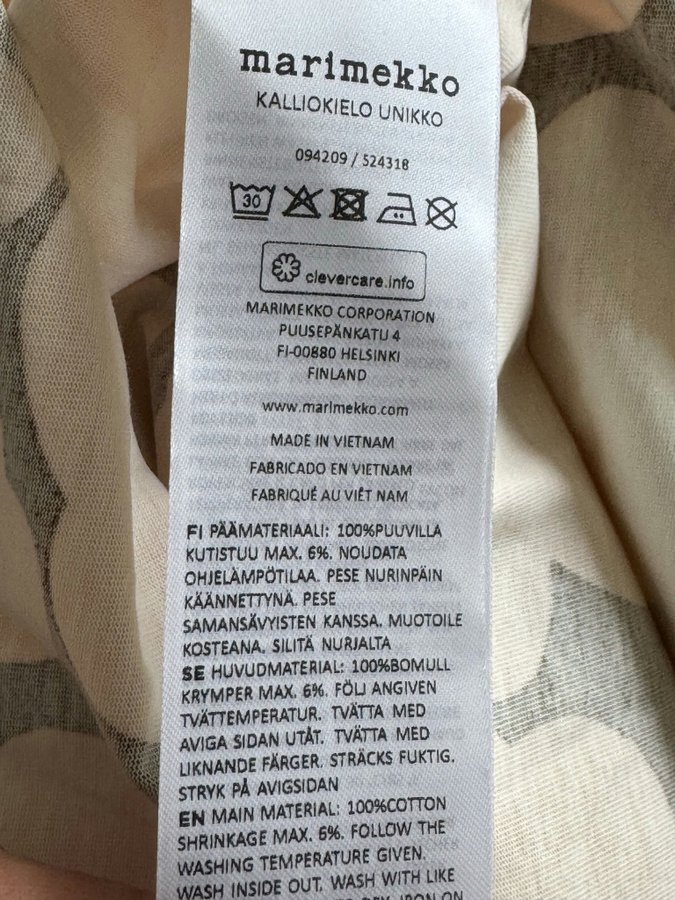 marimekko
KALLIOKIELO UNIKKO
094209 / S24318
30
clevercare.info
MARIMEKKO CORPORATION
PUUSEPÄNKATU 4
FI-00880 HELSINKI
FINLAND
www.marimekko.com
MADE IN VIETNAM
FABRICADO EN VIETNAM
FABRIQUÉ AU VIÊT NAM
FI PÄÄMATERIAALI: 100%PUUVILLA
KUTISTUU MAX. 6%. NOUDATA
OHJELÄMPÖTILAA. PESE NURINPÄIN
KÄÄNNETTYNÄ. PESE
SAMANSÄVYISTEN KANSSA. MUOTOILE
KOSTEANA. SILITÄ NURJALTA
SE HUVUDMATERIAL: 100%BOMULL
KRYMPER MAX. 6%. FÖLJ ANGIVEN
TVÄTTEMPERATUR. TVÄTTA MED
AVIGA SIDAN UTÅT. TVÄTTA MED
LIKNANDE FÄRGER. STRÄCKS FUKTIG.
STRYK PÅ AVIGSIDAN
EN MAIN MATERIAL: 100%COTTON
SHRINKAGE MAX. 6%. FOLLOW THE
WASHING TEMPERATURE GIVEN.
WASH INSIDE OUT. WASH WITH LIKE
IRON ON